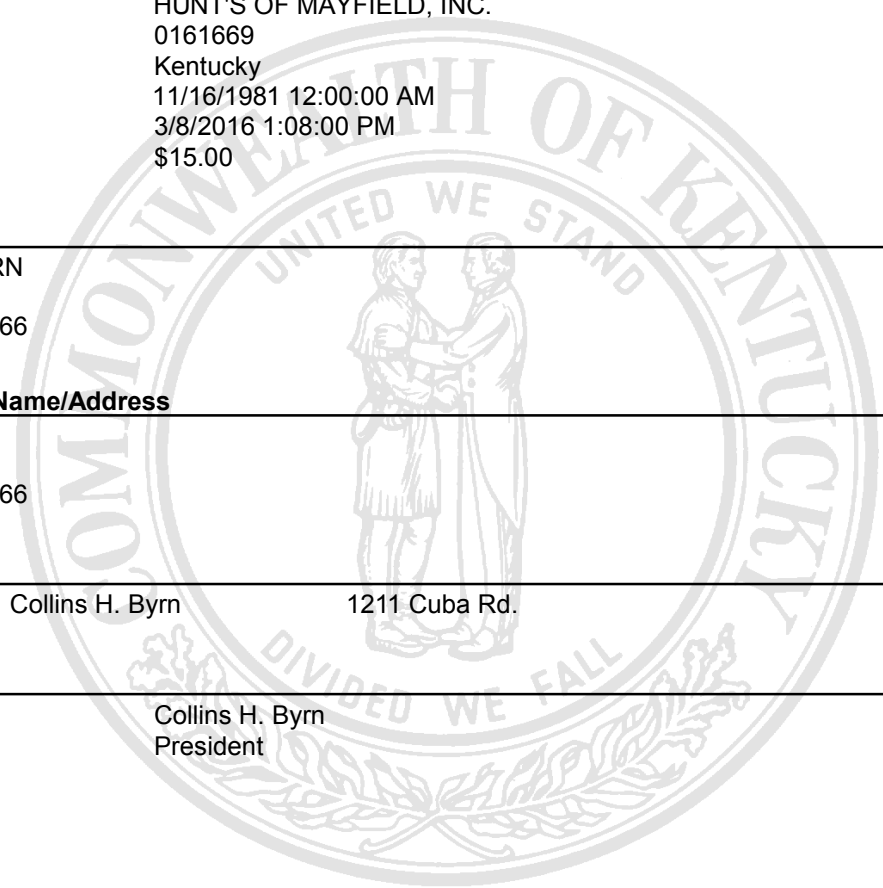 HUNT'S OF MAYFIELD, INC.
0161669
Kentucky
11/16/1981 12:00:00 AM
3/8/2016 1:08:00 PM
$15.00
RN
66
Name/Address
66
Collins H. Byrn 1211 Cuba Rd.
Collins H. Byrn
President
COMMONWEALTH OF KENTUCKY
UNITED WE STAND
DIVIDED WE FALL